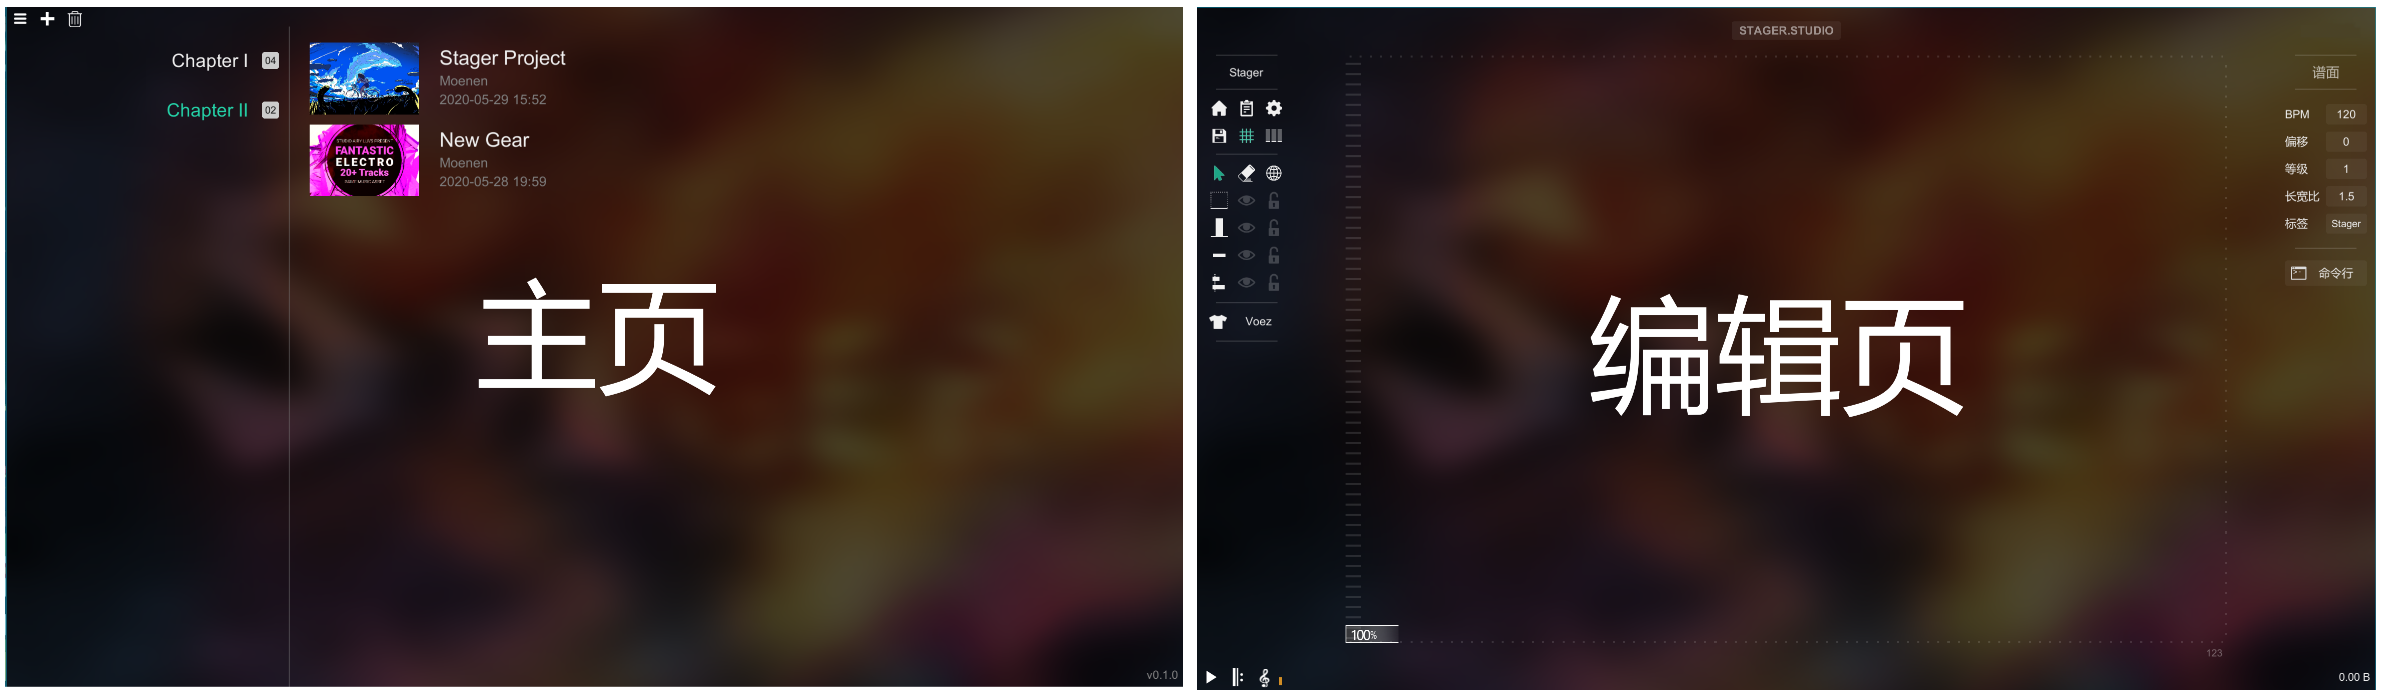 Chapter I 04
Chapter II 02
Stager Project
Moenen
2020-05-29 15:52
FANTASTIC
ELECTRO
20+ Tracks
New Gear
Moenen
2020-05-28 19:59
主页
v0.1.0
STAGER.STUDIO
Stager
Voez
编辑页
100%
123
谱面
BPM 120
偏移 0
等级 1
长宽比 1.5
标签 Stager
命令行
0.00 B